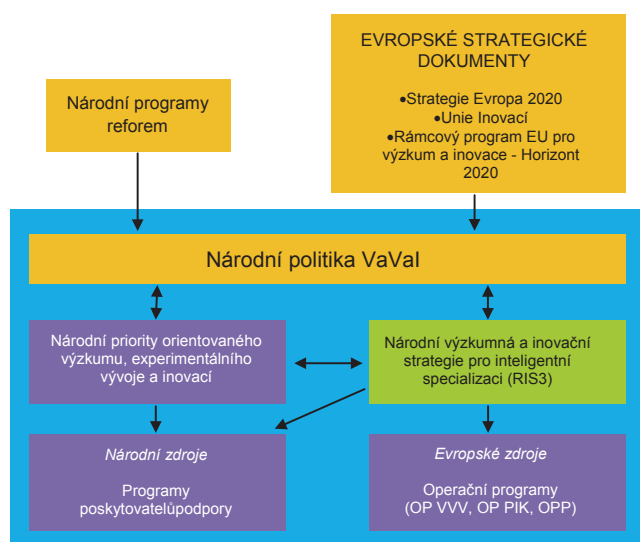 EVROPSKÉ STRATEGICKÉ
DOKUMENTY
•Strategie Evropa 2020
•Unie Inovací
•Rámcový program EU pro
výzkum a inovace - Horizont
2020
Národní programy
reforem
Národní politika VaVaI
Národní priority orientovaného
výzkumu, experimentálního
vývoje a inovací
Národní výzkumná a inovační
strategie pro inteligentní
specializaci (RIS3)
Národní zdroje
Programy
poskytovatelůpodpory
Evropské zdroje
Operační programy
(OP VVV, OP PIK, OPP)